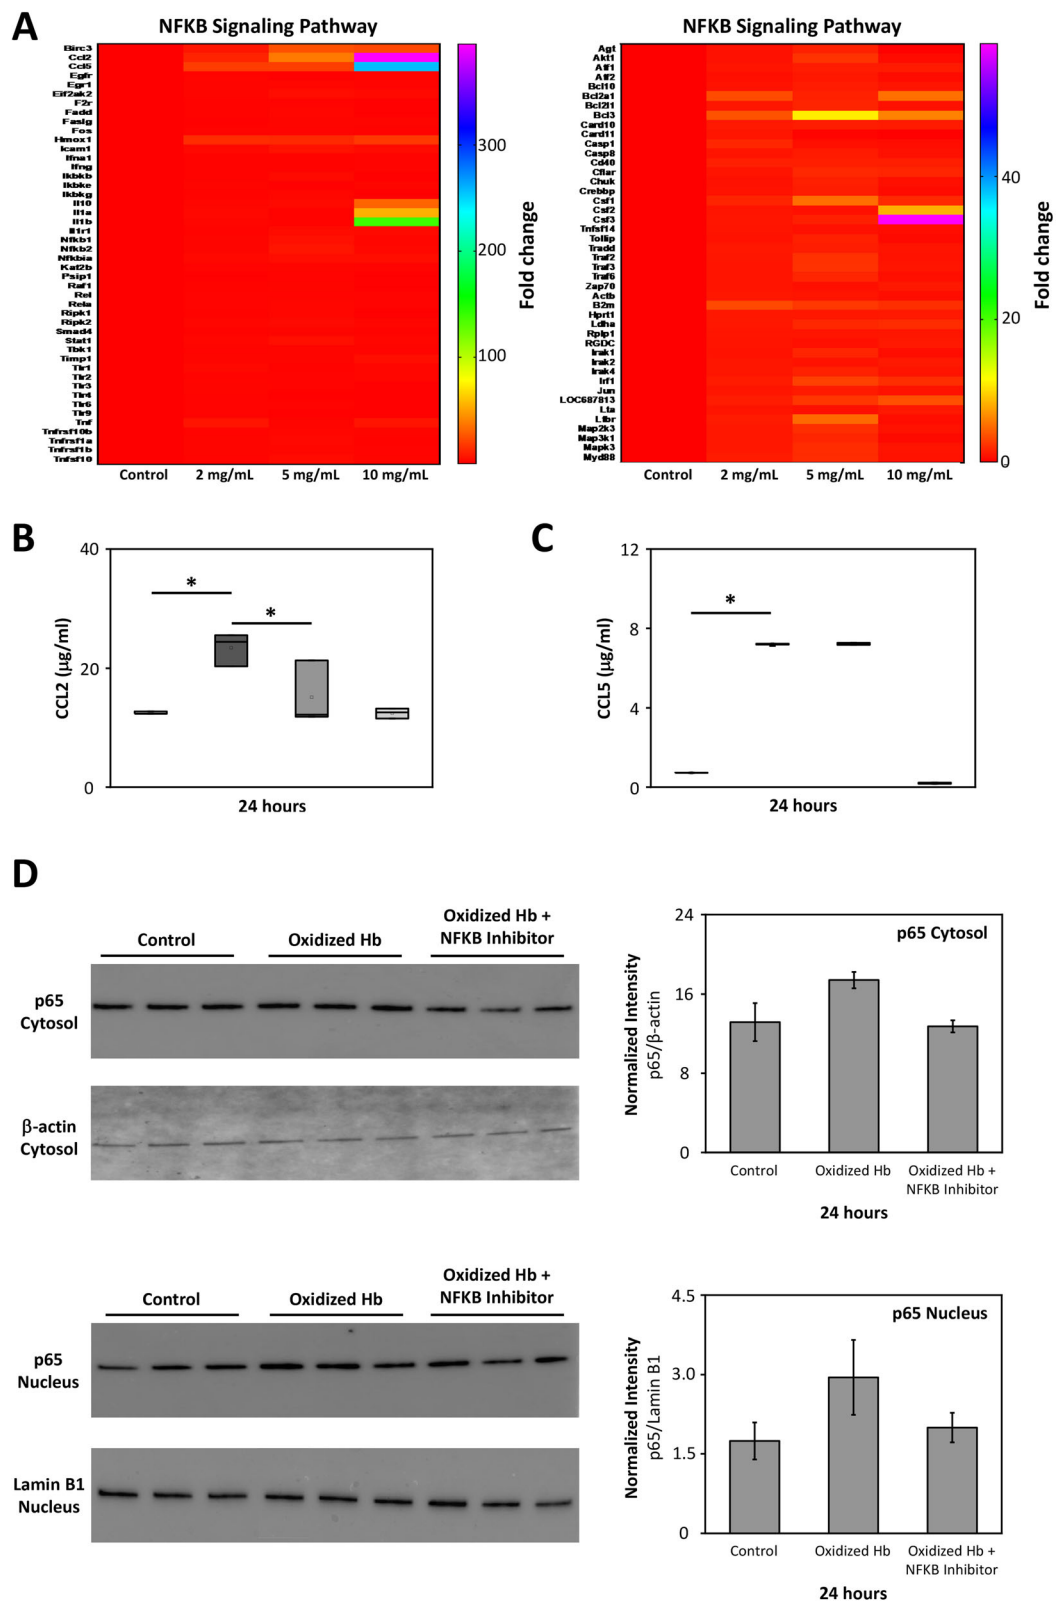 A
NFKB Signaling Pathway
Birc3
Ccl2
Ccl5
Egfr
Egr1
Eif2ak2
F2r
Fadd
Faslg
Fos
Hmox1
Icam1
Ifna1
Ifng
Ikbkb
Ikbke
Ikbkg
Il10
Il1a
Il1b
Il1r1
Nfkb1
Nfkb2
Nfkbia
Kat2b
Psip1
Raf1
Rel
Rela
Ripk1
Ripk2
Smad4
Stat1
Tbk1
Timp1
Tlr1
Tlr2
Tlr3
Tlr4
Tlr6
Tlr9
Tnf
Tnfrsf10b
Tnfrsf1a
Tnfrsf1b
Tnfsf10
Control 2 mg/mL 5 mg/mL 10 mg/mL
300
200
100
Fold change
NFKB Signaling Pathway
Agt
Akt1
Atf1
Atf2
Bcl10
Bcl2a1
Bcl2l1
Bcl3
Card10
Card11
Casp1
Casp8
Cd40
Cflar
Chuk
Crebbp
Csf1
Csf2
Csf3
Tnfsf14
Tollip
Tradd
Traf2
Traf3
Traf6
Zap70
Actb
B2m
Hprt1
Ldha
Rplp1
RGDC
Irak1
Irak2
Irak4
Irf1
Jun
LOC687813
Lta
Ltbr
Map2k3
Map3k1
Mapk3
Myd88
Control 2 mg/mL 5 mg/mL 10 mg/mL
40
20
0
Fold change
B
CCL2 (µg/ml)
40
20
0
*
*
24 hours
C
CCL5 (µg/ml)
12
8
4
0
*
24 hours
D
Control
Oxidized Hb
Oxidized Hb +
NFKB Inhibitor
p65
Cytosol
β-actin
Cytosol
Normalized Intensity
p65/β-actin
24
16
8
0
p65 Cytosol
Control
Oxidized Hb
Oxidized Hb +
NFKB Inhibitor
24 hours
Control
Oxidized Hb
Oxidized Hb +
NFKB Inhibitor
p65
Nucleus
Lamin B1
Nucleus
Normalized Intensity
p65/Lamin B1
4.5
3.0
1.5
0
p65 Nucleus
Control
Oxidized Hb
Oxidized Hb +
NFKB Inhibitor
24 hours